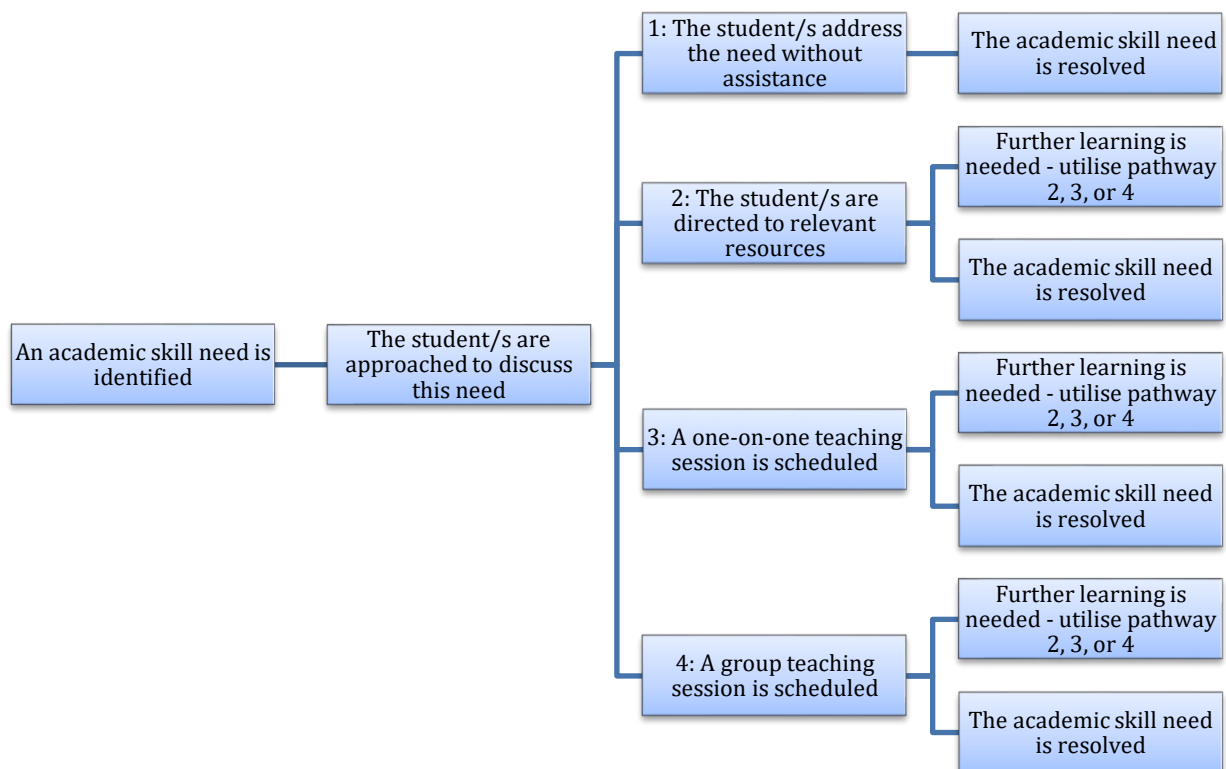 An academic skill need is
identified
The student/s are
approached to discuss
this need
1: The student/s address
the need without
assistance
The academic skill need
is resolved
2: The student/s are
directed to relevant
resources
Further learning is
needed - utilise pathway
2, 3, or 4
The academic skill need
is resolved
3: A one-on-one teaching
session is scheduled
Further learning is
needed - utilise pathway
2, 3, or 4
The academic skill need
is resolved
4: A group teaching
session is scheduled
Further learning is
needed - utilise pathway
2, 3, or 4
The academic skill need
is resolved